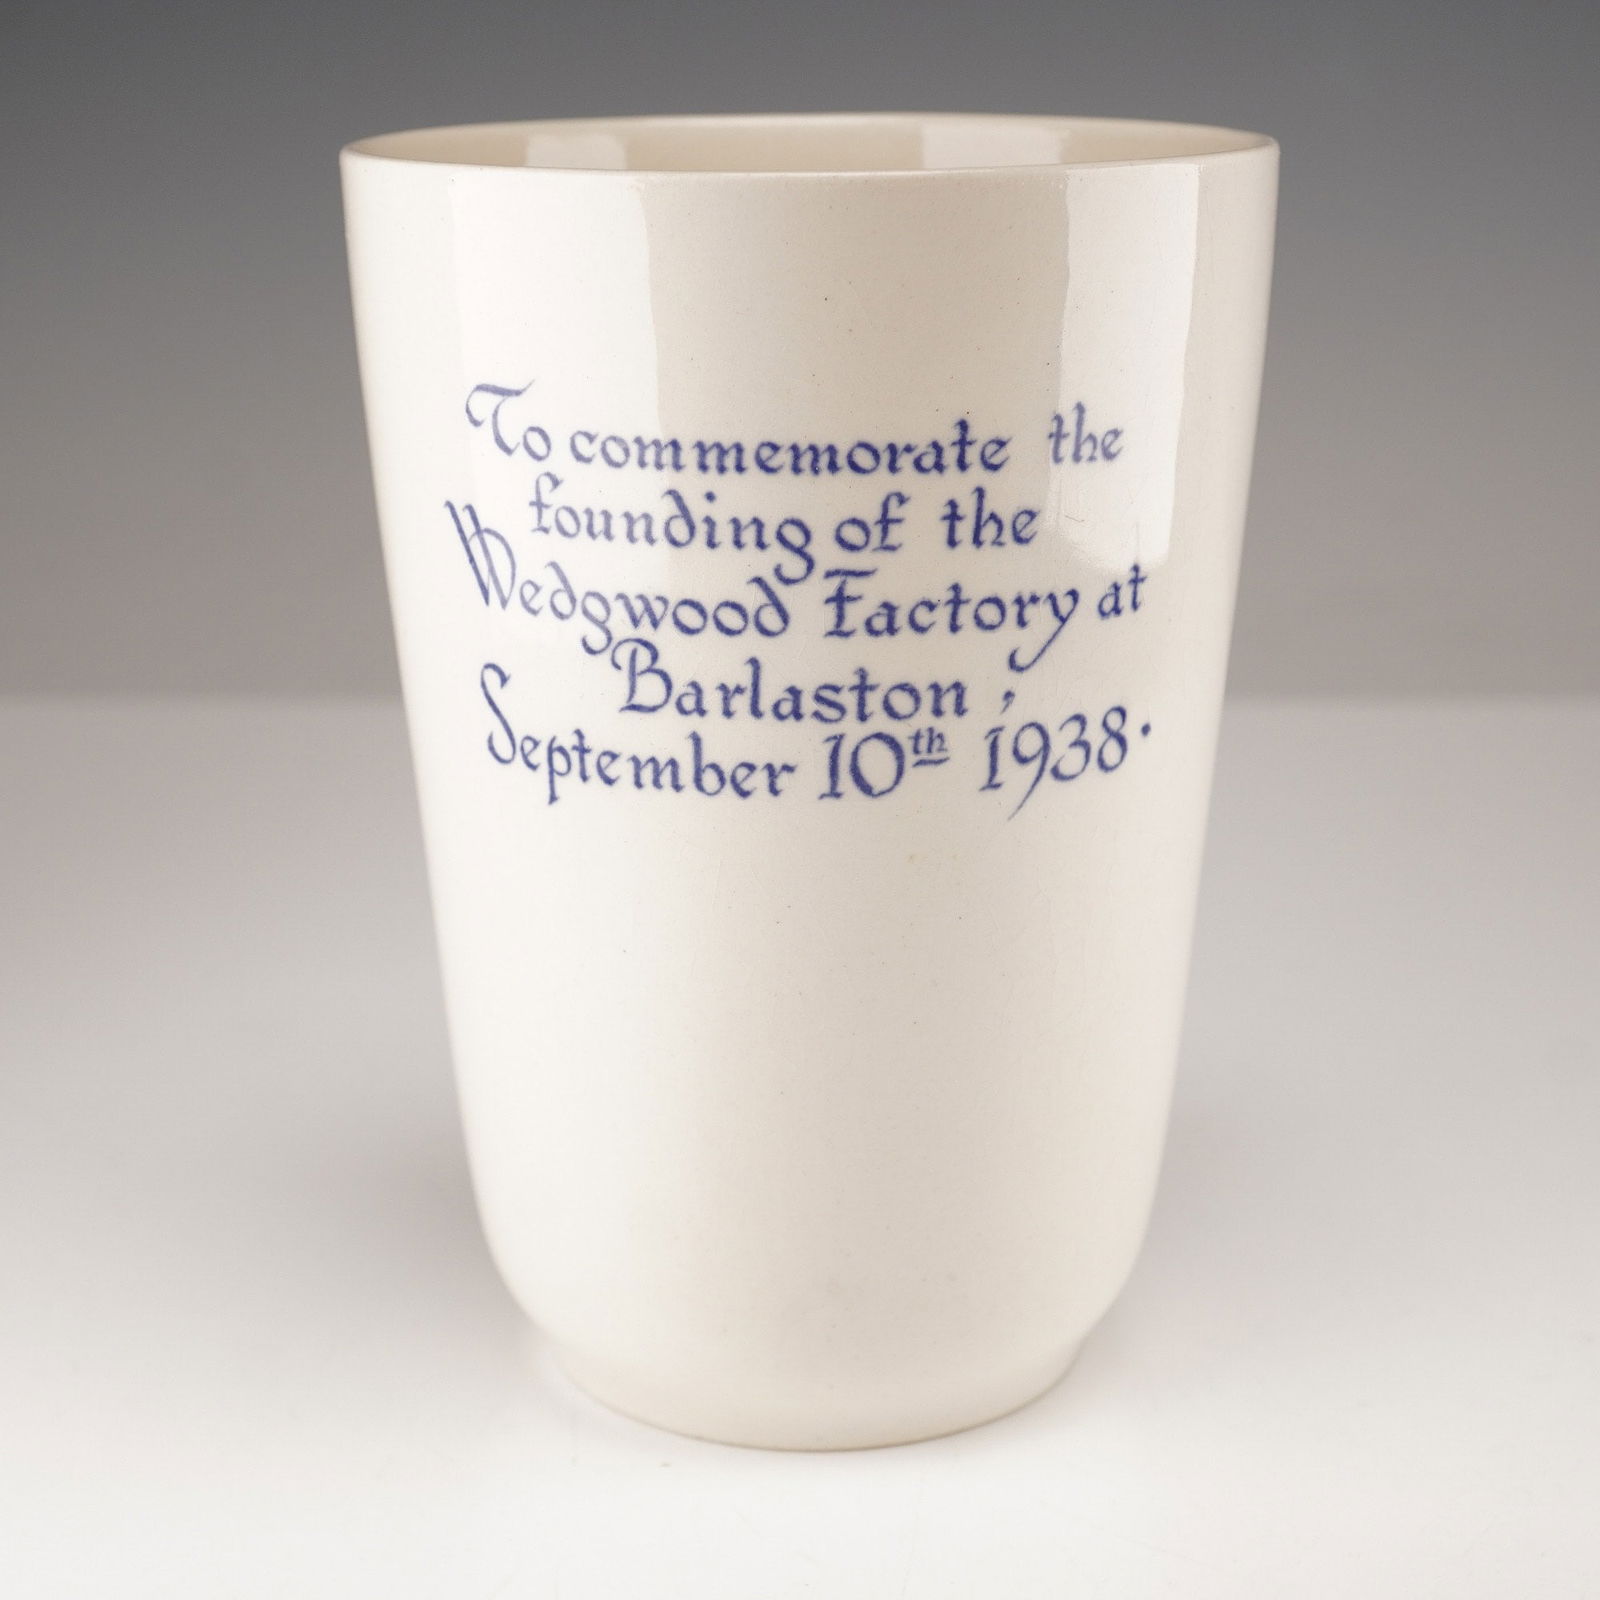 To commemorate the
founding of the
Wedgwood Factory at
Barlaston,
September 10th 1938.